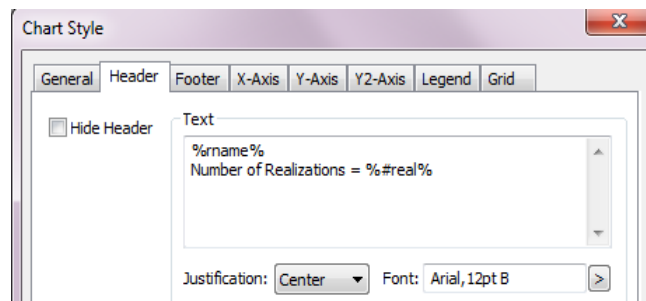 Chart Style
General Header Footer X-Axis Y-Axis Y2-Axis Legend Grid
Hide Header
Text
%rname%
Number of Realizations = %#real%
Justification: Center Font: Arial,12pt B >